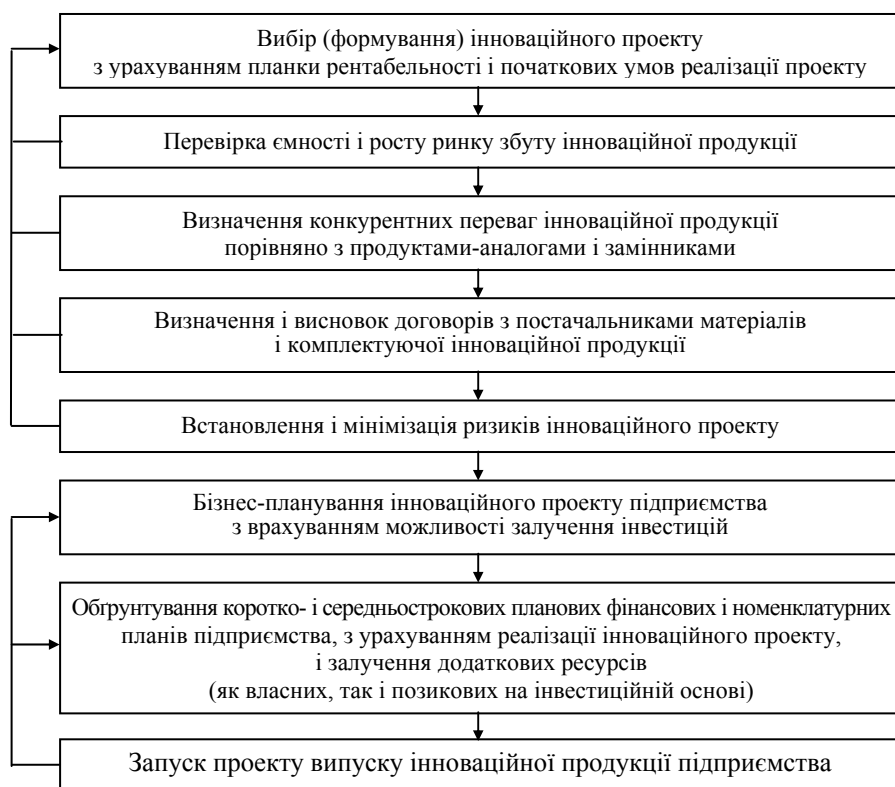 Вибір (формування) інноваційного проекту
з урахуванням планки рентабельності і початкових умов реалізації проекту
Перевірка ємності і росту ринку збуту інноваційної продукції
Визначення конкурентних переваг інноваційної продукції
порівняно з продуктами-аналогами і замінниками
Визначення і висновок договорів з постачальниками матеріалів
і комплектуючої інноваційної продукції
Встановлення і мінімізація ризиків інноваційного проекту
Бізнес-планування інноваційного проекту підприємства
з врахуванням можливості залучення інвестицій
Обґрунтування коротко- і середньострокових планових фінансових і номенклатурних
планів підприємства, з урахуванням реалізації інноваційного проекту,
і залучення додаткових ресурсів
(як власних, так і позикових на інвестиційній основі)
Запуск проекту випуску інноваційної продукції підприємства